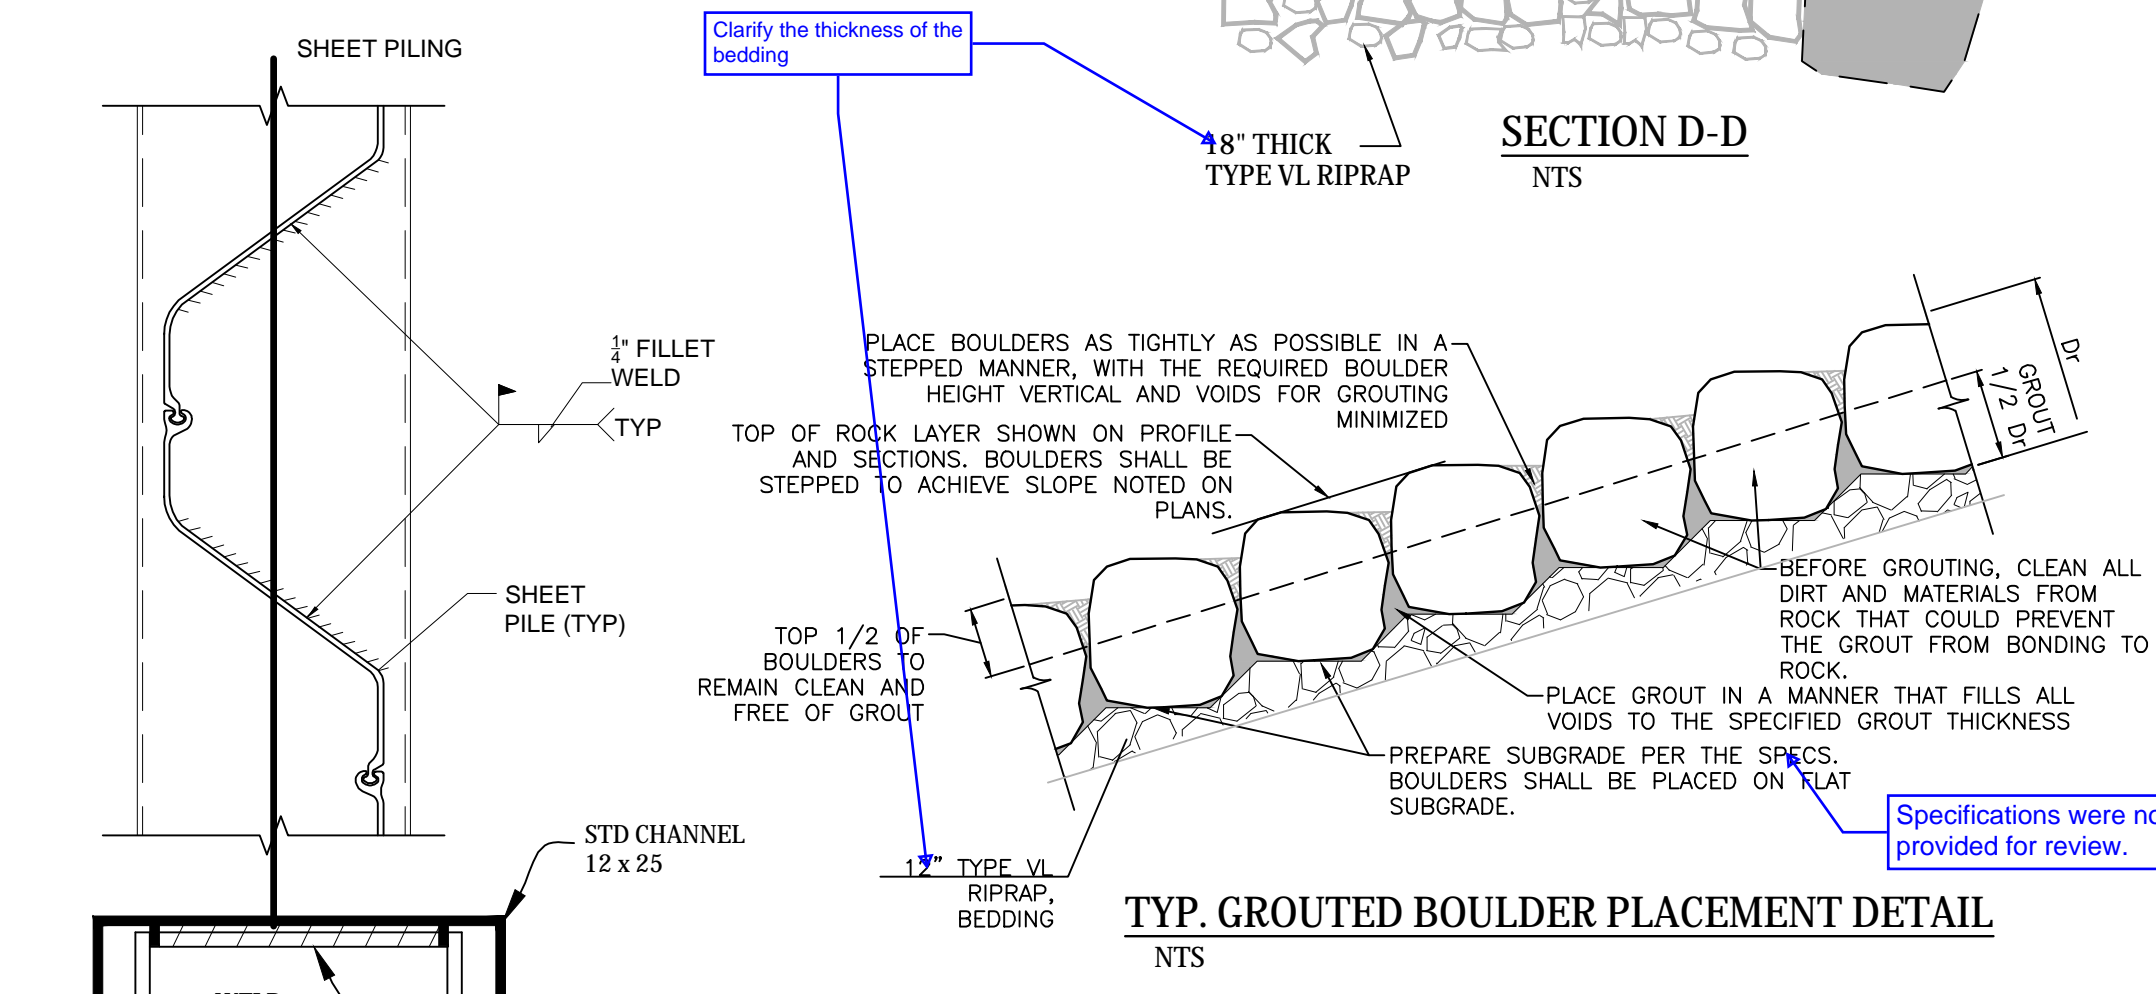 SHEET PILING
Clarify the thickness of the
bedding
18" THICK
TYPE VL RIPRAP
SECTION D-D
NTS
1/4" FILLET
WELD
TYP
SHEET
PILE (TYP)
STD CHANNEL
12 x 25
PLACE BOULDERS AS TIGHTLY AS POSSIBLE IN A
STEPPED MANNER, WITH THE REQUIRED BOULDER
HEIGHT VERTICAL AND VOIDS FOR GROUTING
MINIMIZED
TOP OF ROCK LAYER SHOWN ON PROFILE
AND SECTIONS. BOULDERS SHALL BE
STEPPED TO ACHIEVE SLOPE NOTED ON
PLANS.
Dr
GROUT
1/2 Dr
TOP 1/2 OF
BOULDERS TO
REMAIN CLEAN AND
FREE OF GROUT
BEFORE GROUTING, CLEAN ALL
DIRT AND MATERIALS FROM
ROCK THAT COULD PREVENT
THE GROUT FROM BONDING TO
ROCK.
PLACE GROUT IN A MANNER THAT FILLS ALL
VOIDS TO THE SPECIFIED GROUT THICKNESS
PREPARE SUBGRADE PER THE SPECS.
BOULDERS SHALL BE PLACED ON FLAT
SUBGRADE.
Specifications were no
provided for review.
12" TYPE VL
RIPRAP,
BEDDING
TYP. GROUTED BOULDER PLACEMENT DETAIL
NTS